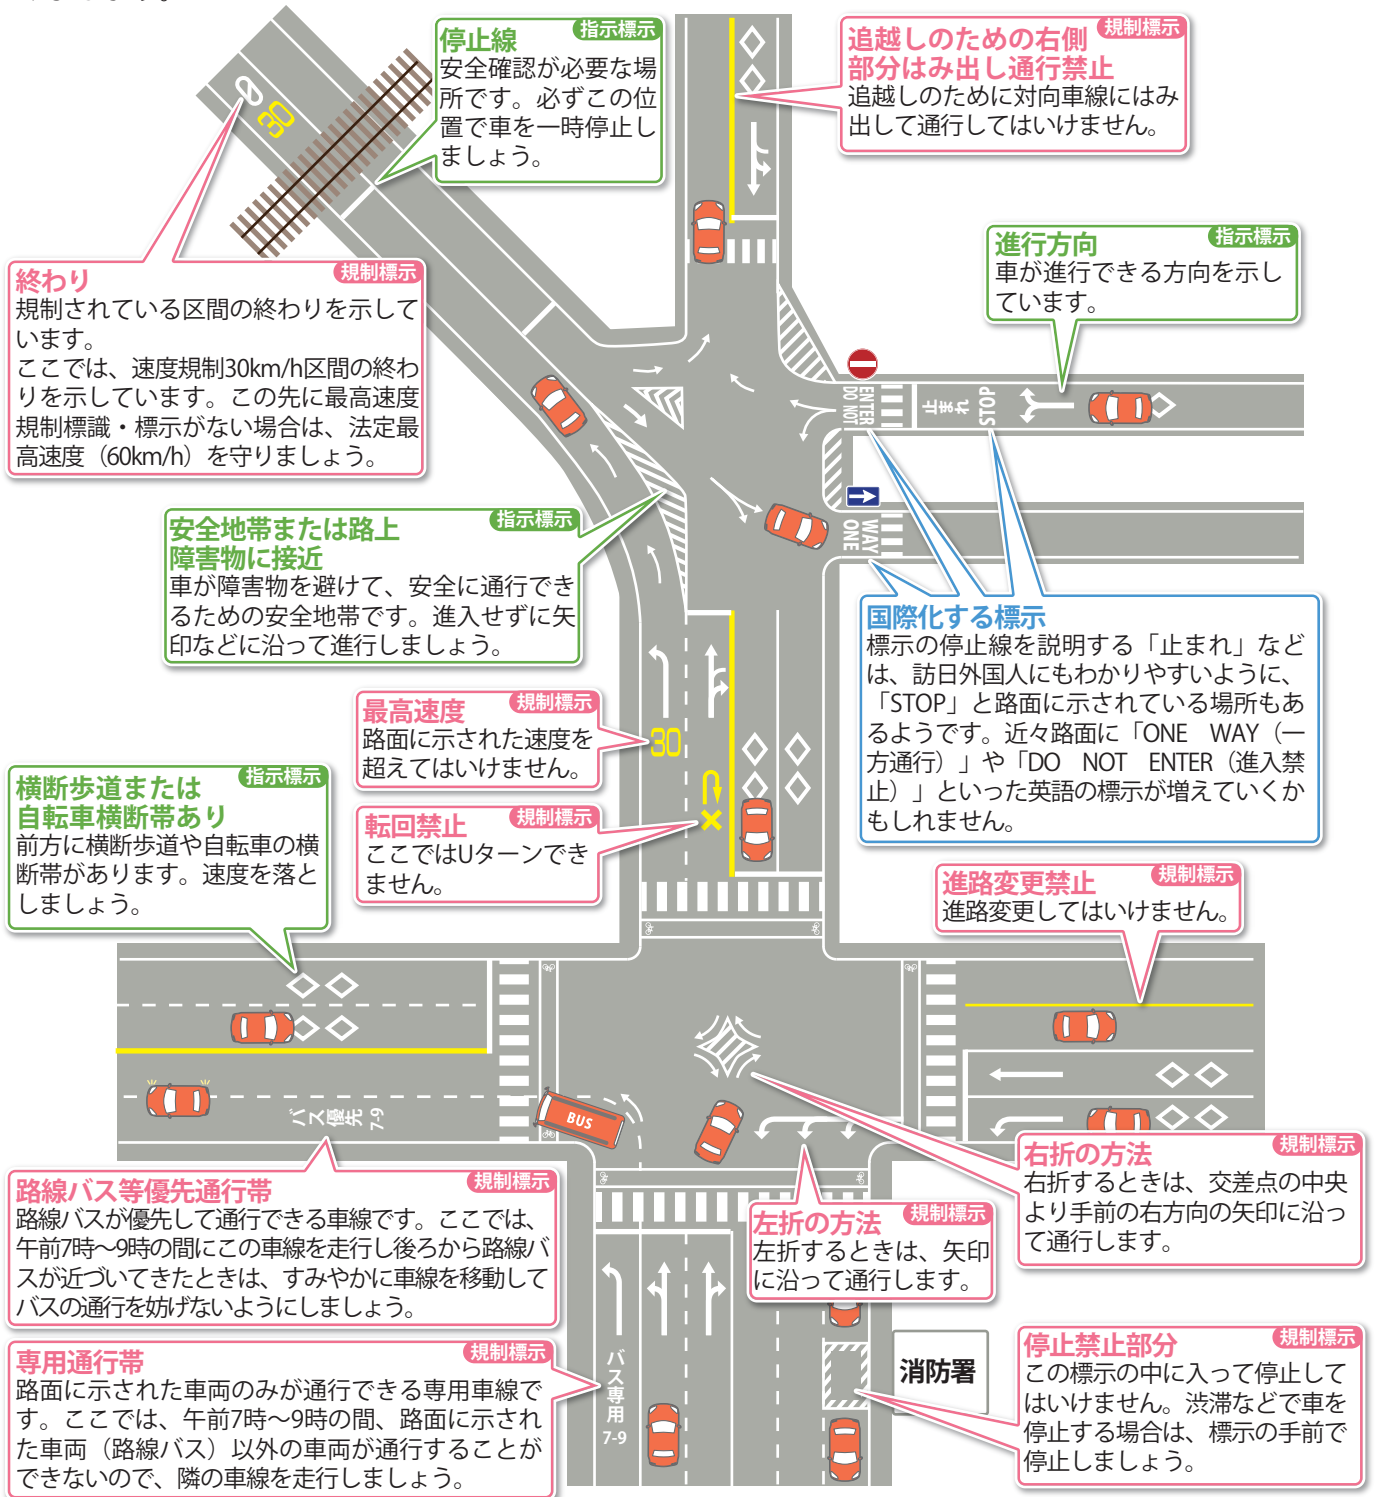 停止線
指示標示
安全確認が必要な場
所です。必ずこの位
置で車を一時停止し
ましょう。
追越しのための右側
部分はみ出し通行禁止
規制標示
追越しのために対向車線にはみ
出して通行してはいけません。
30
終わり
規制標示
規制されている区間の終わりを示して
います。
ここでは、速度規制30km/h区間の終わ
りを示しています。この先に最高速度
規制標識・標示がない場合は、法定最
高速度（60km/h）を守りましょう。
進行方向
指示標示
車が進行できる方向を示し
ています。
DO NOT
ENTER
止まれ
STOP
ONE
WAY
安全地帯または路上
障害物に接近
指示標示
車が障害物を避けて、安全に通行でき
るための安全地帯です。進入せずに矢
印などに沿って進行しましょう。
国際化する標示
標示の停止線を説明する「止まれ」など
は、訪日外国人にもわかりやすいように、
「STOP」と路面に示されている場所もあ
るようです。近々路面に「ONE　WAY（一
方通行）」や「DO　NOT　ENTER（進入禁
止）」といった英語の標示が増えていくか
もしれません。
最高速度
規制標示
路面に示された速度を
超えてはいけません。
30
転回禁止
規制標示
ここではUターンでき
ません。
横断歩道または
自転車横断帯あり
指示標示
前方に横断歩道や自転車の横
断帯があります。速度を落と
しましょう。
進路変更禁止
規制標示
進路変更してはいけません。
バス優先
7-9
BUS
路線バス等優先通行帯
規制標示
路線バスが優先して通行できる車線です。ここでは、
午前7時～9時の間にこの車線を走行し後ろから路線バ
スが近づいてきたときは、すみやかに車線を移動して
バスの通行を妨げないようにしましょう。
左折の方法
規制標示
左折するときは、矢印
に沿って通行します。
右折の方法
規制標示
右折するときは、交差点の中央
より手前の右方向の矢印に沿っ
て通行します。
専用通行帯
規制標示
路面に示された車両のみが通行できる専用車線で
す。ここでは、午前7時～9時の間、路面に示され
た車両（路線バス）以外の車両が通行することが
できないので、隣の車線を走行しましょう。
バス専用
7-9
消防署
停止禁止部分
規制標示
この標示の中に入って停止して
はいけません。渋滞などで車を
停止する場合は、標示の手前で
停止しましょう。